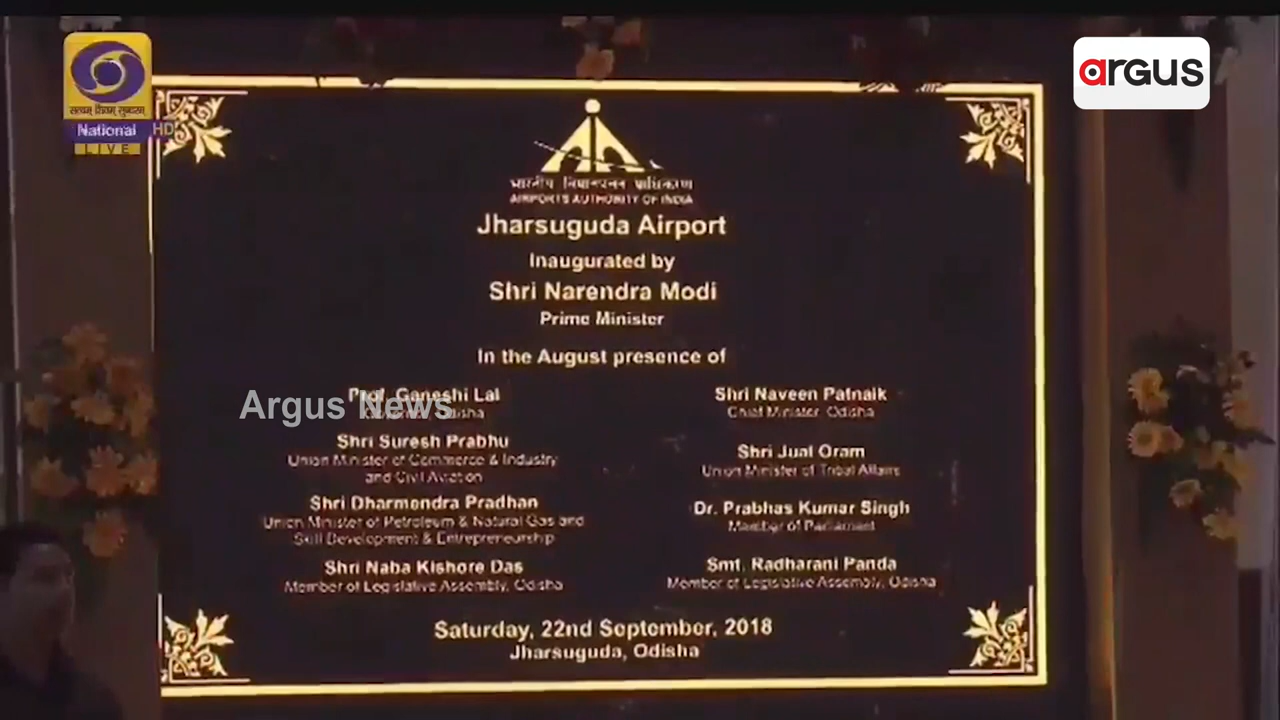 सत्यम् शिवम् सुन्दरम्
National HD
LIVE
argus
भारतीय विमानपत्तन प्राधिकरण
AIRPORTS AUTHORITY OF INDIA
Jharsuguda Airport
Inaugurated by
Shri Narendra Modi
Prime Minister
In the August presence of
Prof. Ganeshi Lal
Odisha
Argus News
Shri Suresh Prabhu
Union Minister of Commerce & Industry
and Civil Aviation
Shri Dharmendra Pradhan
Union Minister of Petroleum & Natural Gas and
Skill Development & Entrepreneurship
Shri Naba Kishore Das
Member of Legislative Assembly, Odisha
Shri Naveen Patnaik
Chief Minister, Odisha
Shri Jual Oram
Union Minister of Tribal Affairs
Dr. Prabhas Kumar Singh
Member of Parliament
Smt. Radharani Panda
Member of Legislative Assembly, Odisha
Saturday, 22nd September, 2018
Jharsuguda, Odisha